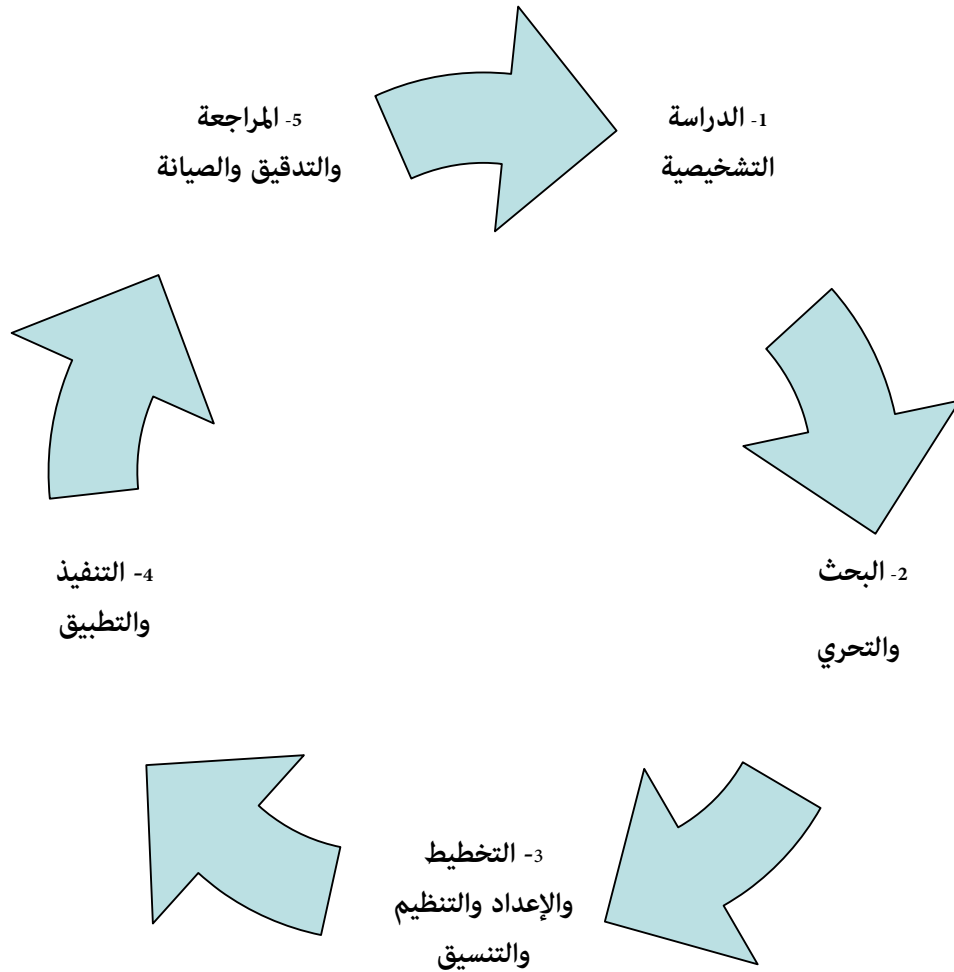 1- الدراسة
التشخيصية
2- البحث
والتحري
3- التخطيط
والإعداد والتنظيم
والتنسيق
4- التنفيذ
والتطبيق
5- المراجعة
والتدقيق والصيانة